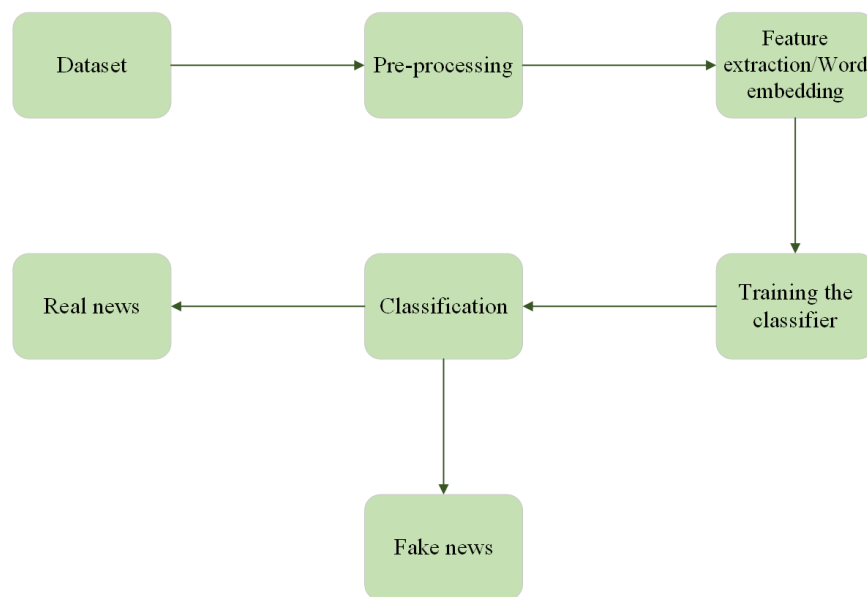 Dataset
Pre-processing
Feature
extraction/Word
embedding
Real news
Classification
Training the
classifier
Fake news